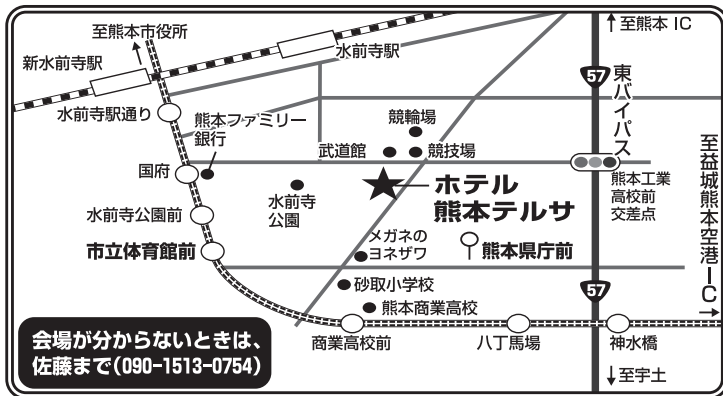 至熊本市役所
新水前寺駅
水前寺駅
↑至熊本IC
57
東バイパス
水前寺駅通り
熊本ファミリー
銀行
競輪場
武道館
競技場
国府
水前寺
公園
ホテル
熊本テルサ
熊本工業
高校前
交差点
至益城熊本空港IC→
水前寺公園前
市立体育館前
メガネの
ヨネザワ
熊本県庁前
砂取小学校
57
熊本商業高校
商業高校前
八丁馬場
神水橋
↓至宇土
会場が分からないときは、
佐藤まで(090-1513-0754)